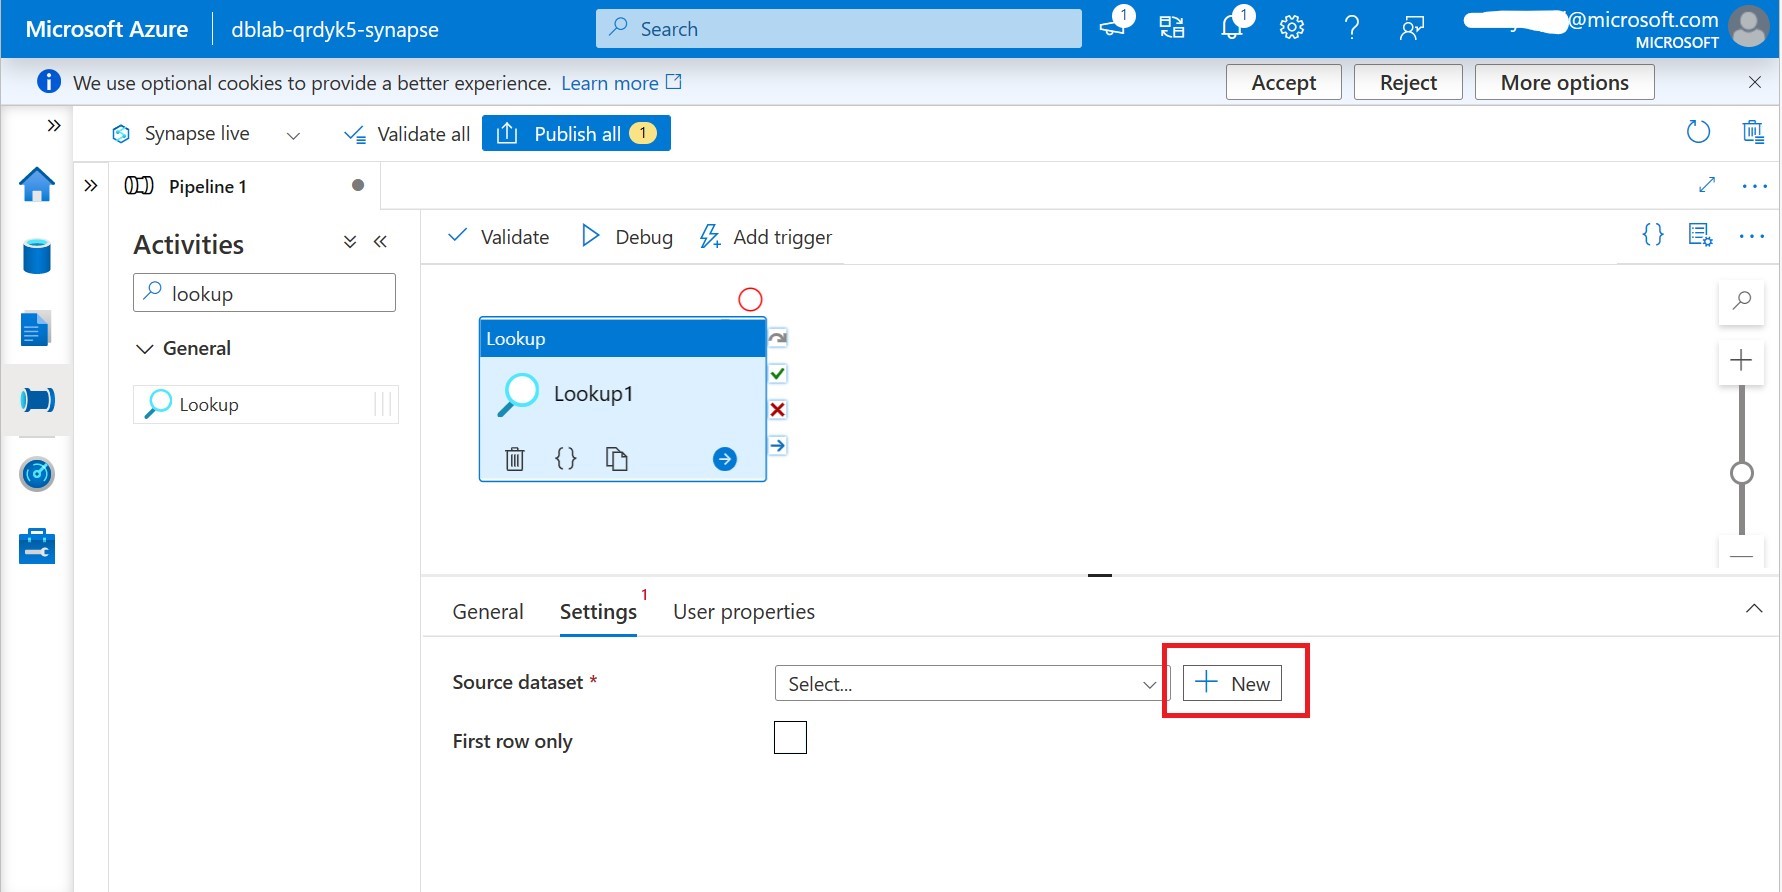 Microsoft Azure
dblab-qrdyk5-synapse
Search
1
1
@microsoft.com
MICROSOFT
We use optional cookies to provide a better experience. Learn more
Accept
Reject
More options
Synapse live
Validate all
Publish all 1
Pipeline 1
Activities
Validate
Debug
Add trigger
lookup
General
Lookup
Lookup
Lookup1
General
Settings 1
User properties
Source dataset *
Select...
New
First row only